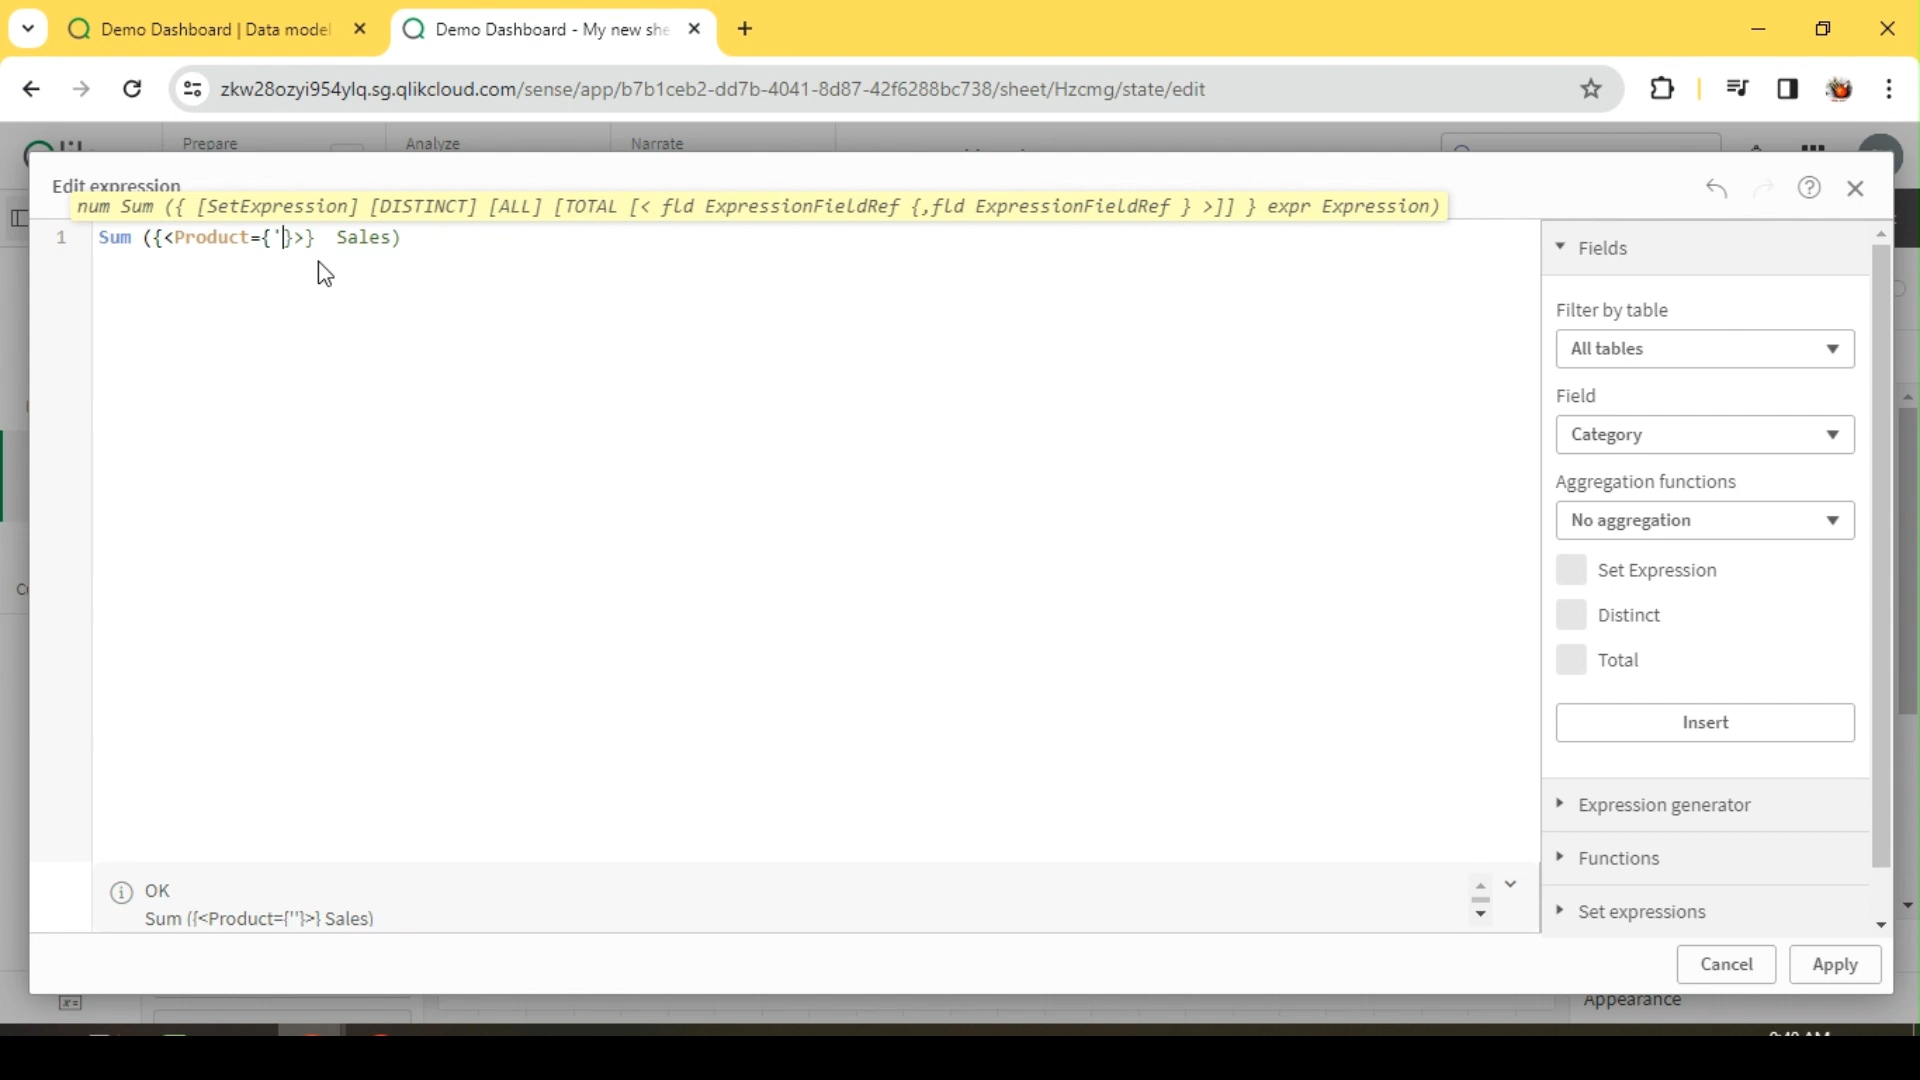 Demo Dashboard | Data model
Demo Dashboard - My new she
zkw28ozyi954ylq.sg.qlikcloud.com/sense/app/b7b1ceb2-dd7b-4041-8d87-42f6288bc738/sheet/Hzcmg/state/edit
Prepare
Analyze
Narrate
Edit expression
num Sum ({ [SetExpression] [DISTINCT] [ALL] [TOTAL [< fld ExpressionFieldRef {,fld ExpressionFieldRef } >]] } expr Expression)
1 Sum ({<Product={'}>} Sales)
Fields
Filter by table
All tables
Field
Category
Aggregation functions
No aggregation
Set Expression
Distinct
Total
Insert
Expression generator
Functions
Set expressions
OK
Sum ({<Product={''}>} Sales)
Cancel
Apply
Appearance